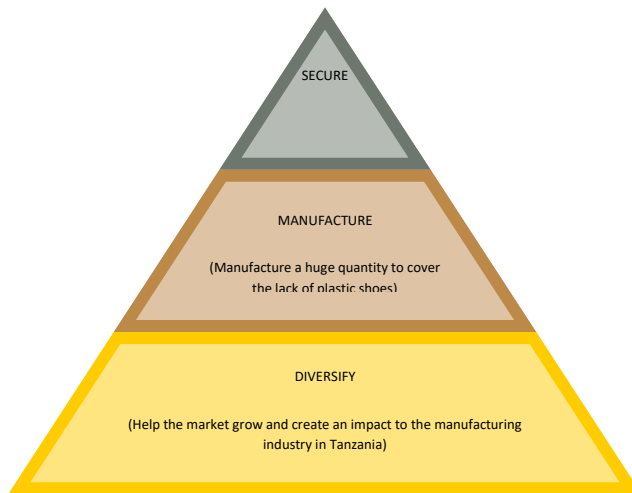 SECURE
MANUFACTURE
(Manufacture a huge quantity to cover
the lack of plastic shoes)
DIVERSIFY
(Help the market grow and create an impact to the manufacturing
industry in Tanzania)